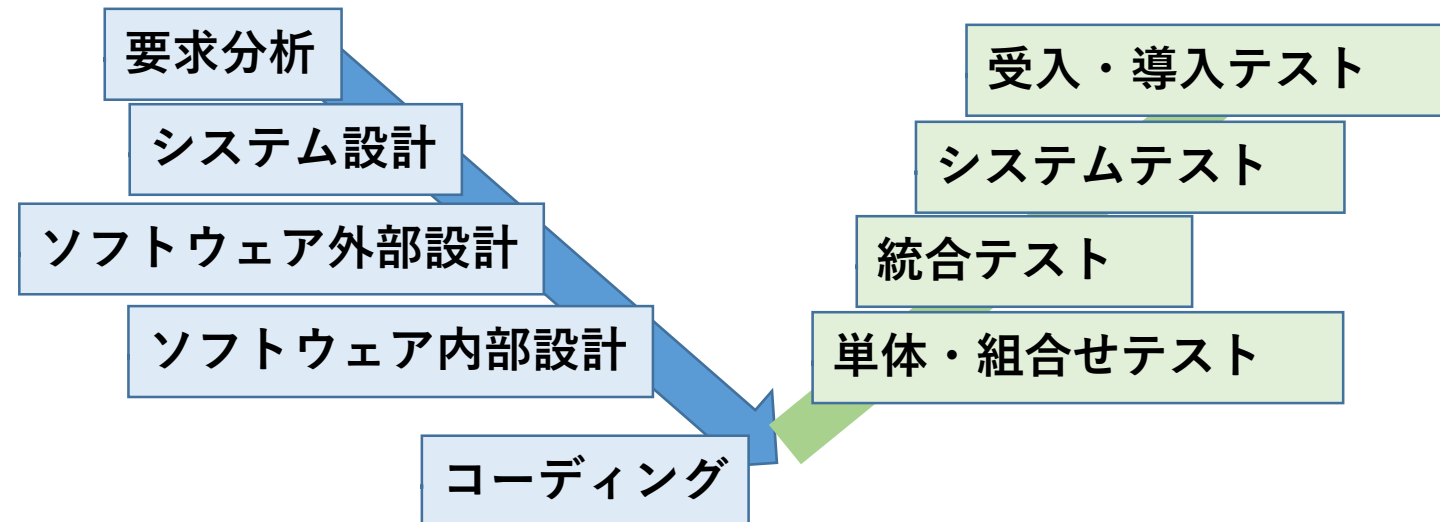 要求分析
システム設計
ソフトウェア外部設計
ソフトウェア内部設計
コーディング
受入・導入テスト
システムテスト
統合テスト
単体・組合せテスト